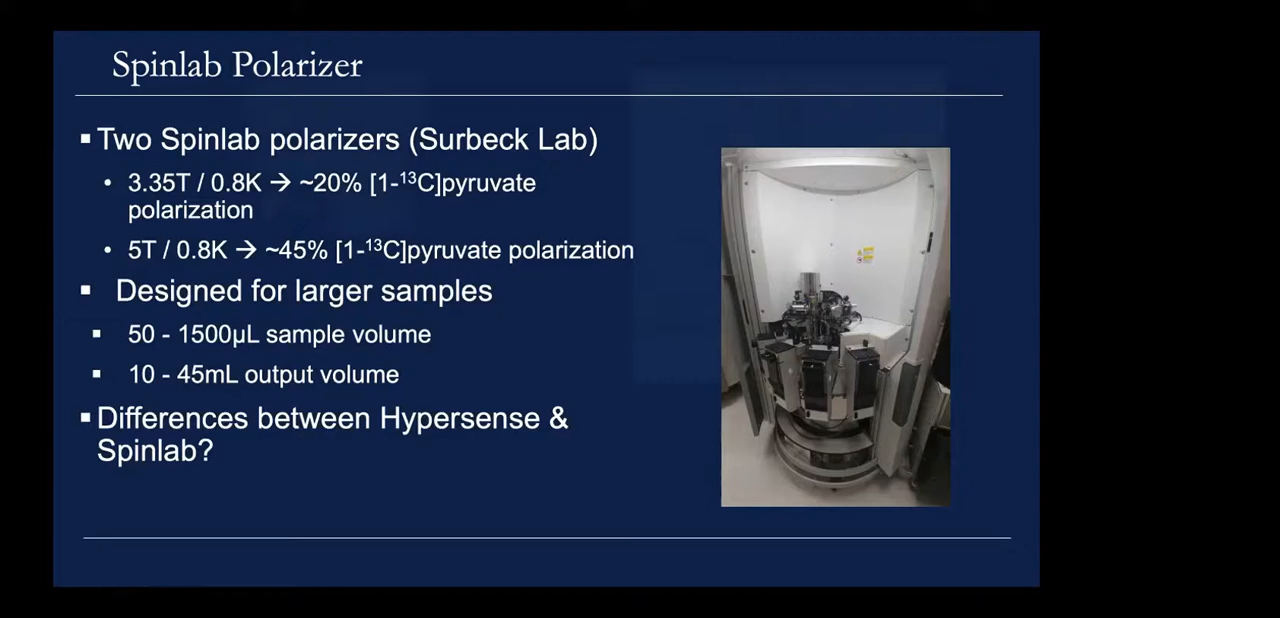 Spinlab Polarizer
▪ Two Spinlab polarizers (Surbeck Lab)
• 3.35T / 0.8K → ~20% [1-¹³C]pyruvate
polarization
• 5T / 0.8K → ~45% [1-¹³C]pyruvate polarization
▪ Designed for larger samples
▪ 50 - 1500µL sample volume
▪ 10 - 45mL output volume
▪ Differences between Hypersense &
Spinlab?